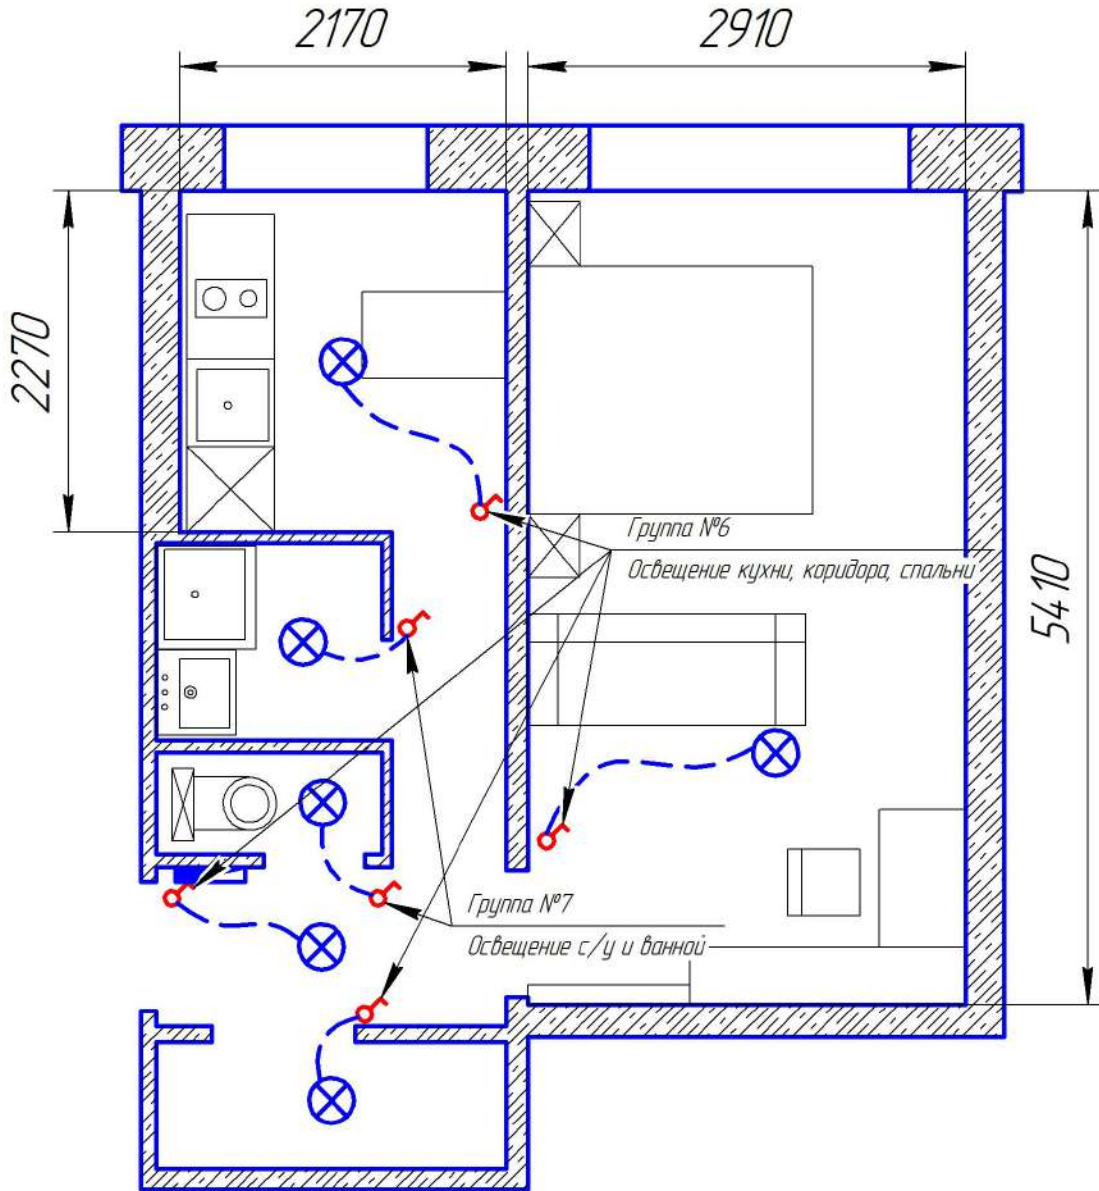 2170
2910
2270
Группа №6
Освещение кухни, коридора, спальни
5410
Группа №7
Освещение с/у и ванной